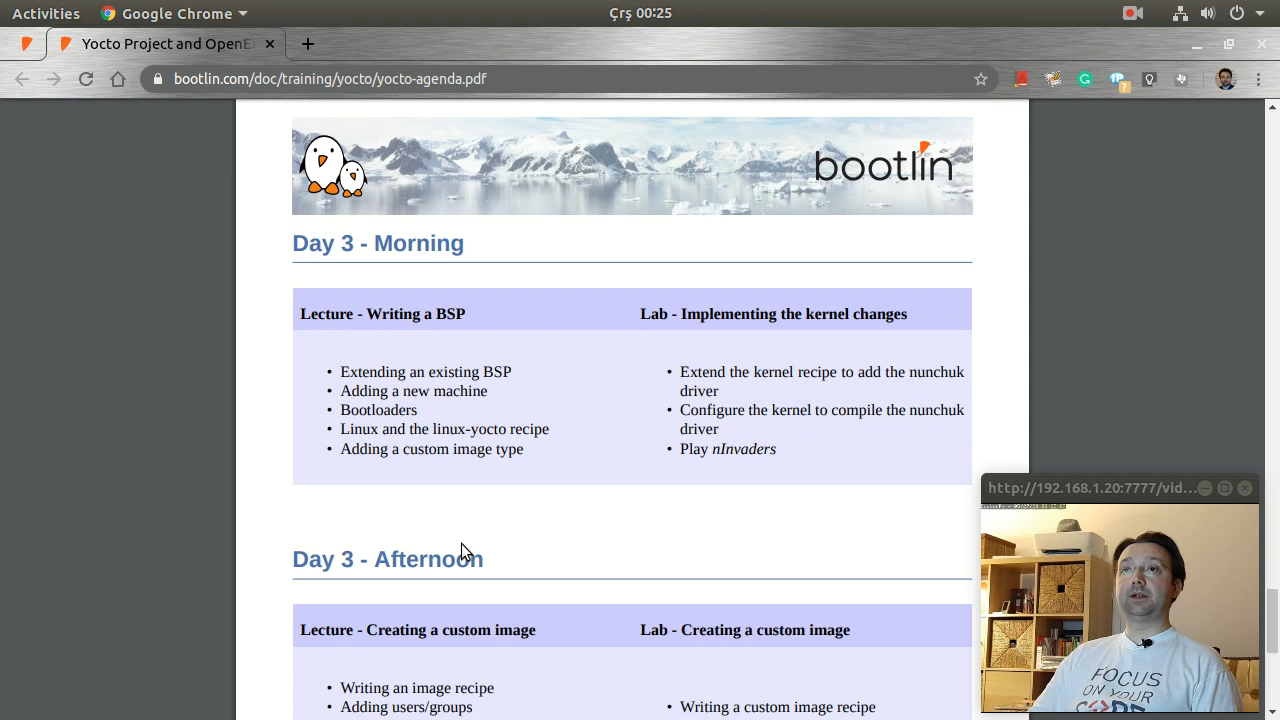 Activities Google Chrome Çrş 00:25
Yocto Project and OpenE
bootlin.com/doc/training/yocto/yocto-agenda.pdf
bootlin
Day 3 - Morning
Lecture - Writing a BSP
Lab - Implementing the kernel changes
• Extending an existing BSP
• Adding a new machine
• Bootloaders
• Linux and the linux-yocto recipe
• Adding a custom image type
• Extend the kernel recipe to add the nunchuk
driver
• Configure the kernel to compile the nunchuk
driver
• Play nInvaders
http://192.168.1.20:7777/vid...
FOCUS
ON YOUR
Day 3 - Afternoon
Lecture - Creating a custom image
Lab - Creating a custom image
• Writing an image recipe
• Adding users/groups
• Writing a custom image recipe